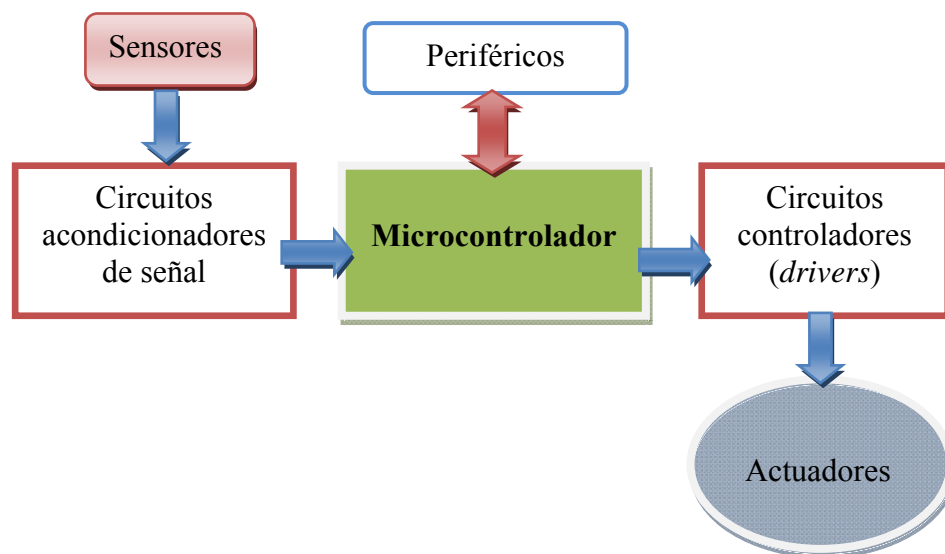 Sensores
Periféricos
Circuitos
acondicionadores
de señal
Microcontrolador
Circuitos
controladores
(drivers)
Actuadores